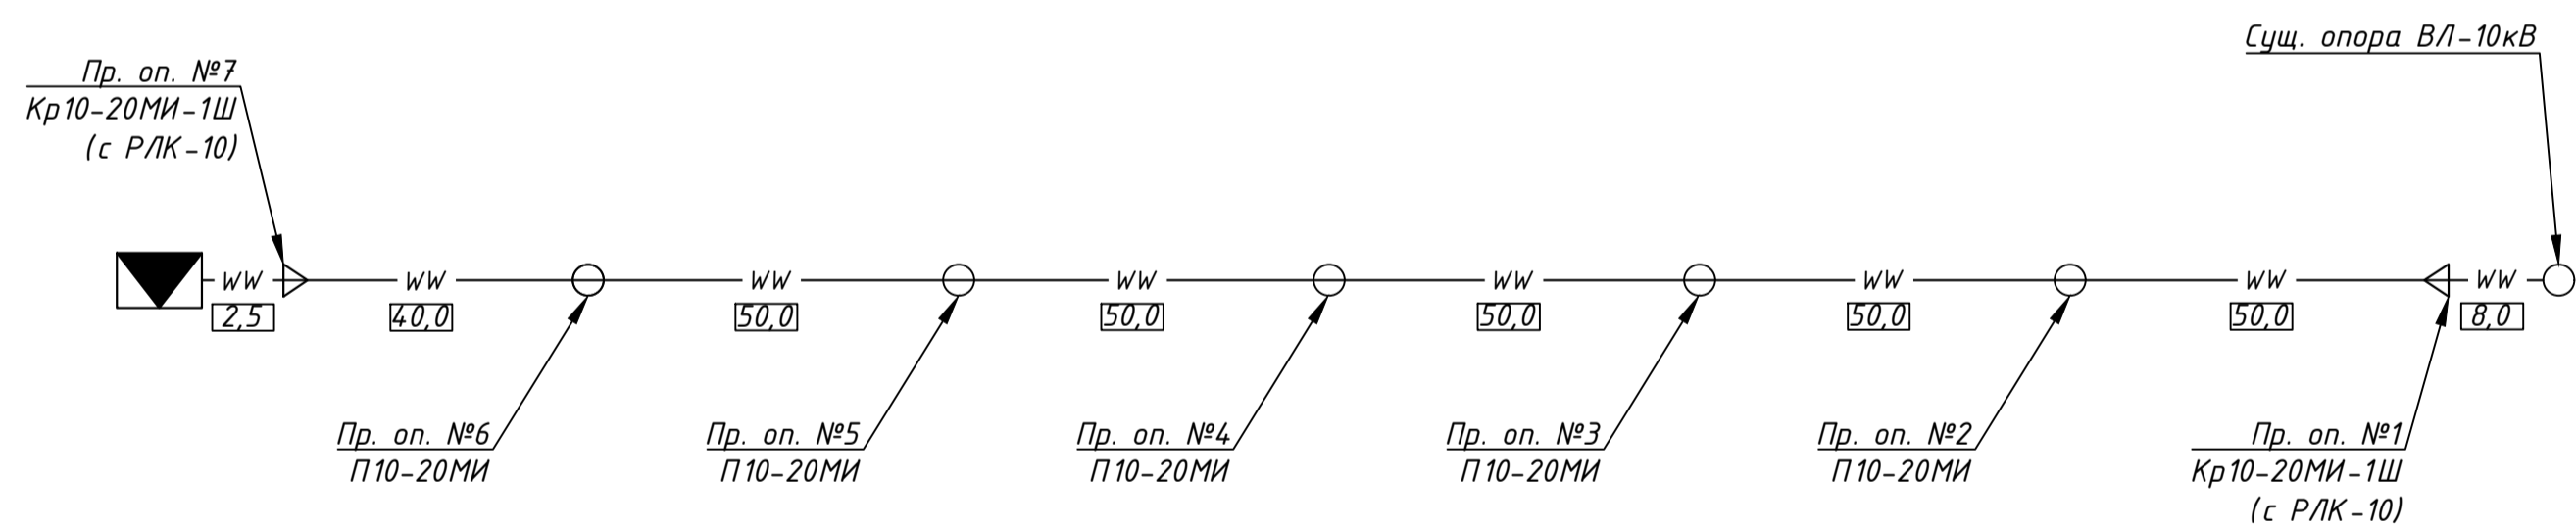 Сущ. опора ВЛ-10кВ
Пр. оп. №7
Кр10-20МИ-1Ш
(с РЛК-10)
WW
WW
WW
WW
WW
WW
WW
WW
2,5
40,0
50,0
50,0
50,0
50,0
50,0
8,0
Пр. оп. №6
П10-20МИ
Пр. оп. №5
П10-20МИ
Пр. оп. №4
П10-20МИ
Пр. оп. №3
П10-20МИ
Пр. оп. №2
П10-20МИ
Пр. оп. №1
Кр10-20МИ-1Ш
(с РЛК-10)